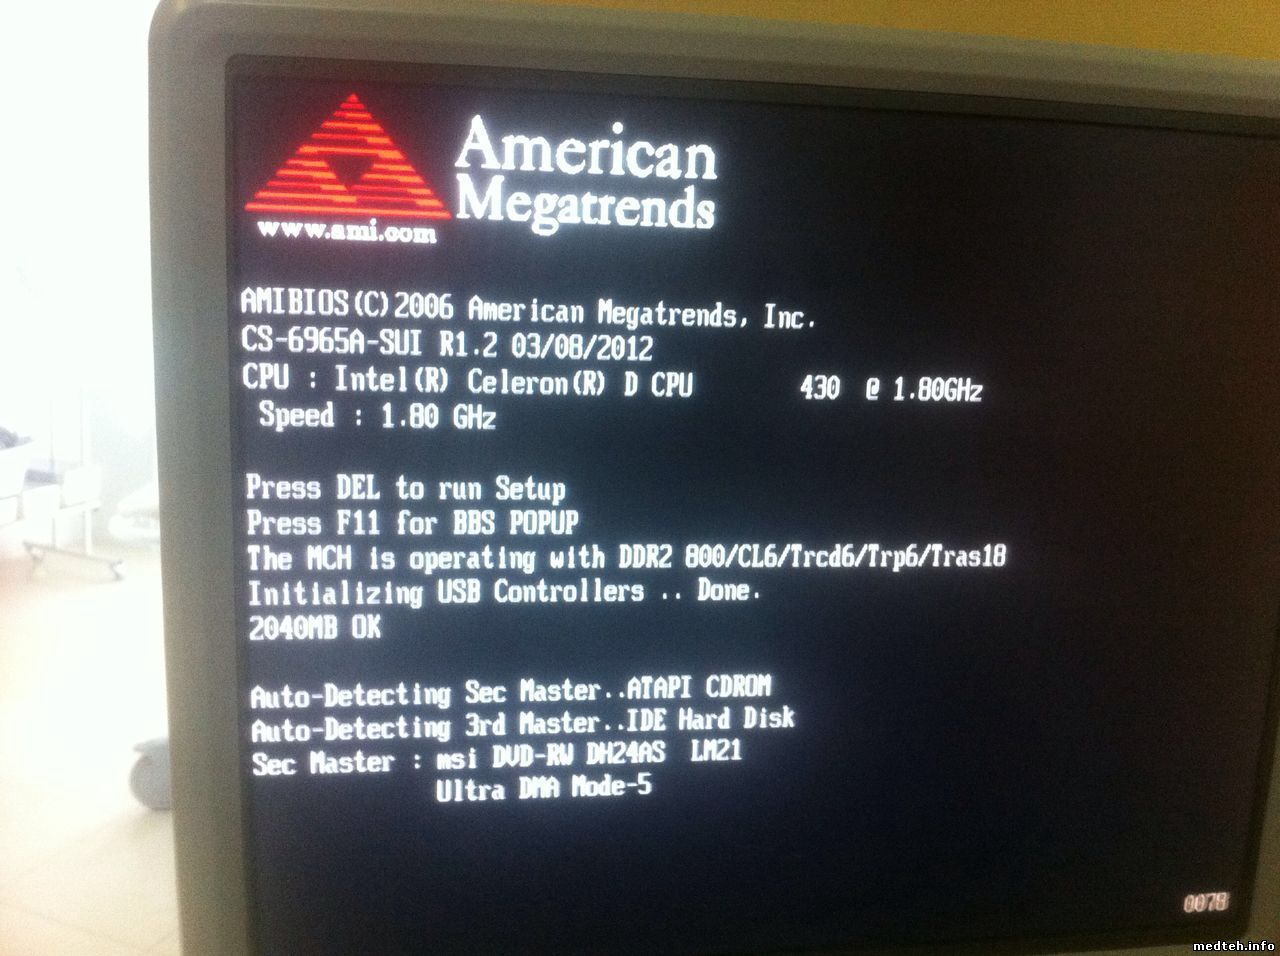 American
Megatrends
www.ami.com
AMIBIOS(C)2006 American Megatrends, Inc.
CS-6965A-SUI R1.2 03/08/2012
CPU : Intel(R) Celeron(R) D CPU 430 @ 1.80GHz
Speed : 1.80 GHz
Press DEL to run Setup
Press F11 for BBS POPUP
The MCH is operating with DDR2 800/CL6/Trcd6/Trp6/Tras18
Initializing USB Controllers .. Done.
2040MB OK
Auto-Detecting Sec Master..ATAPI CDROM
Auto-Detecting 3rd Master..IDE Hard Disk
Sec Master : msi DVD-RW DH24AS LM21
Ultra DMA Mode-5
0078
medteh.info